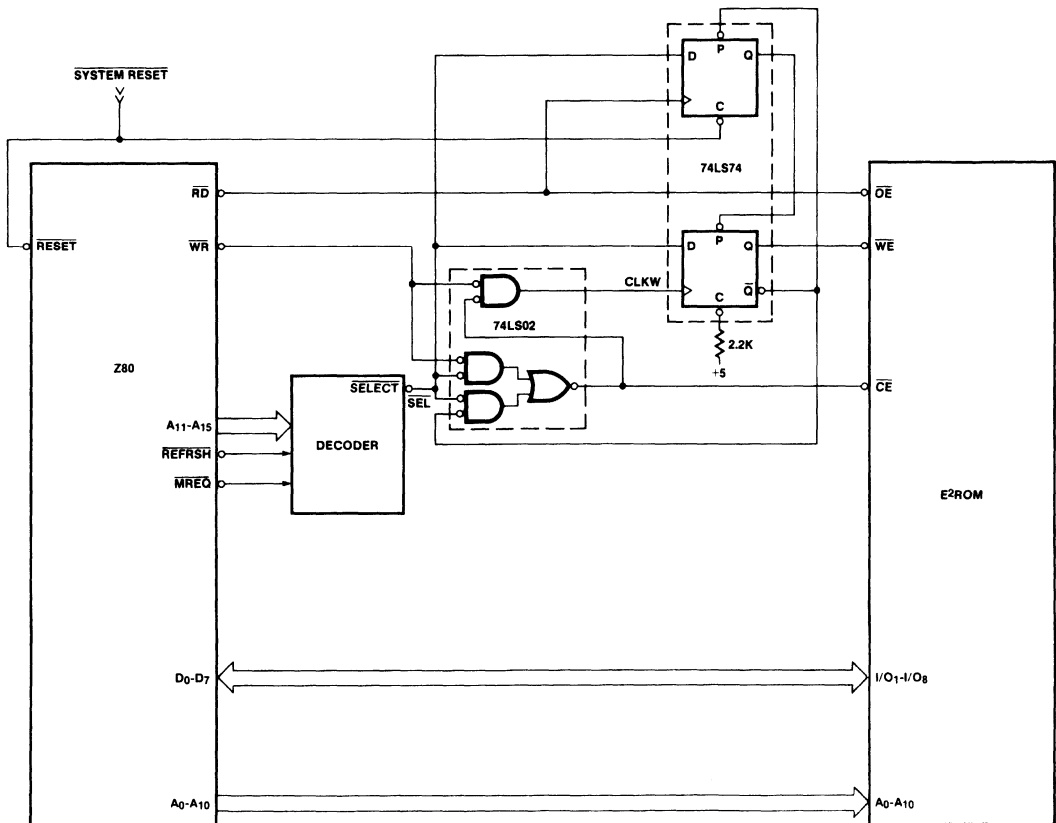 SYSTEM RESET
P
D
Q
C
74LS74
RD
OE
RESET
WR
P
D
Q
WE
CLKW
Q
C
74LS02
2.2K
+5
Z80
SELECT
SEL
CE
A11-A15
DECODER
REFRSH
MREQ
E2ROM
D0-D7
I/O1-I/O8
A0-A10
A0-A10